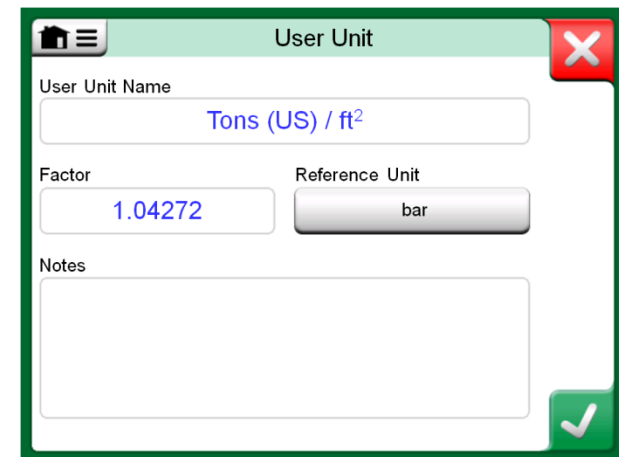 User Unit
User Unit Name
Tons (US) / ft²
Factor
Reference Unit
1.04272
bar
Notes